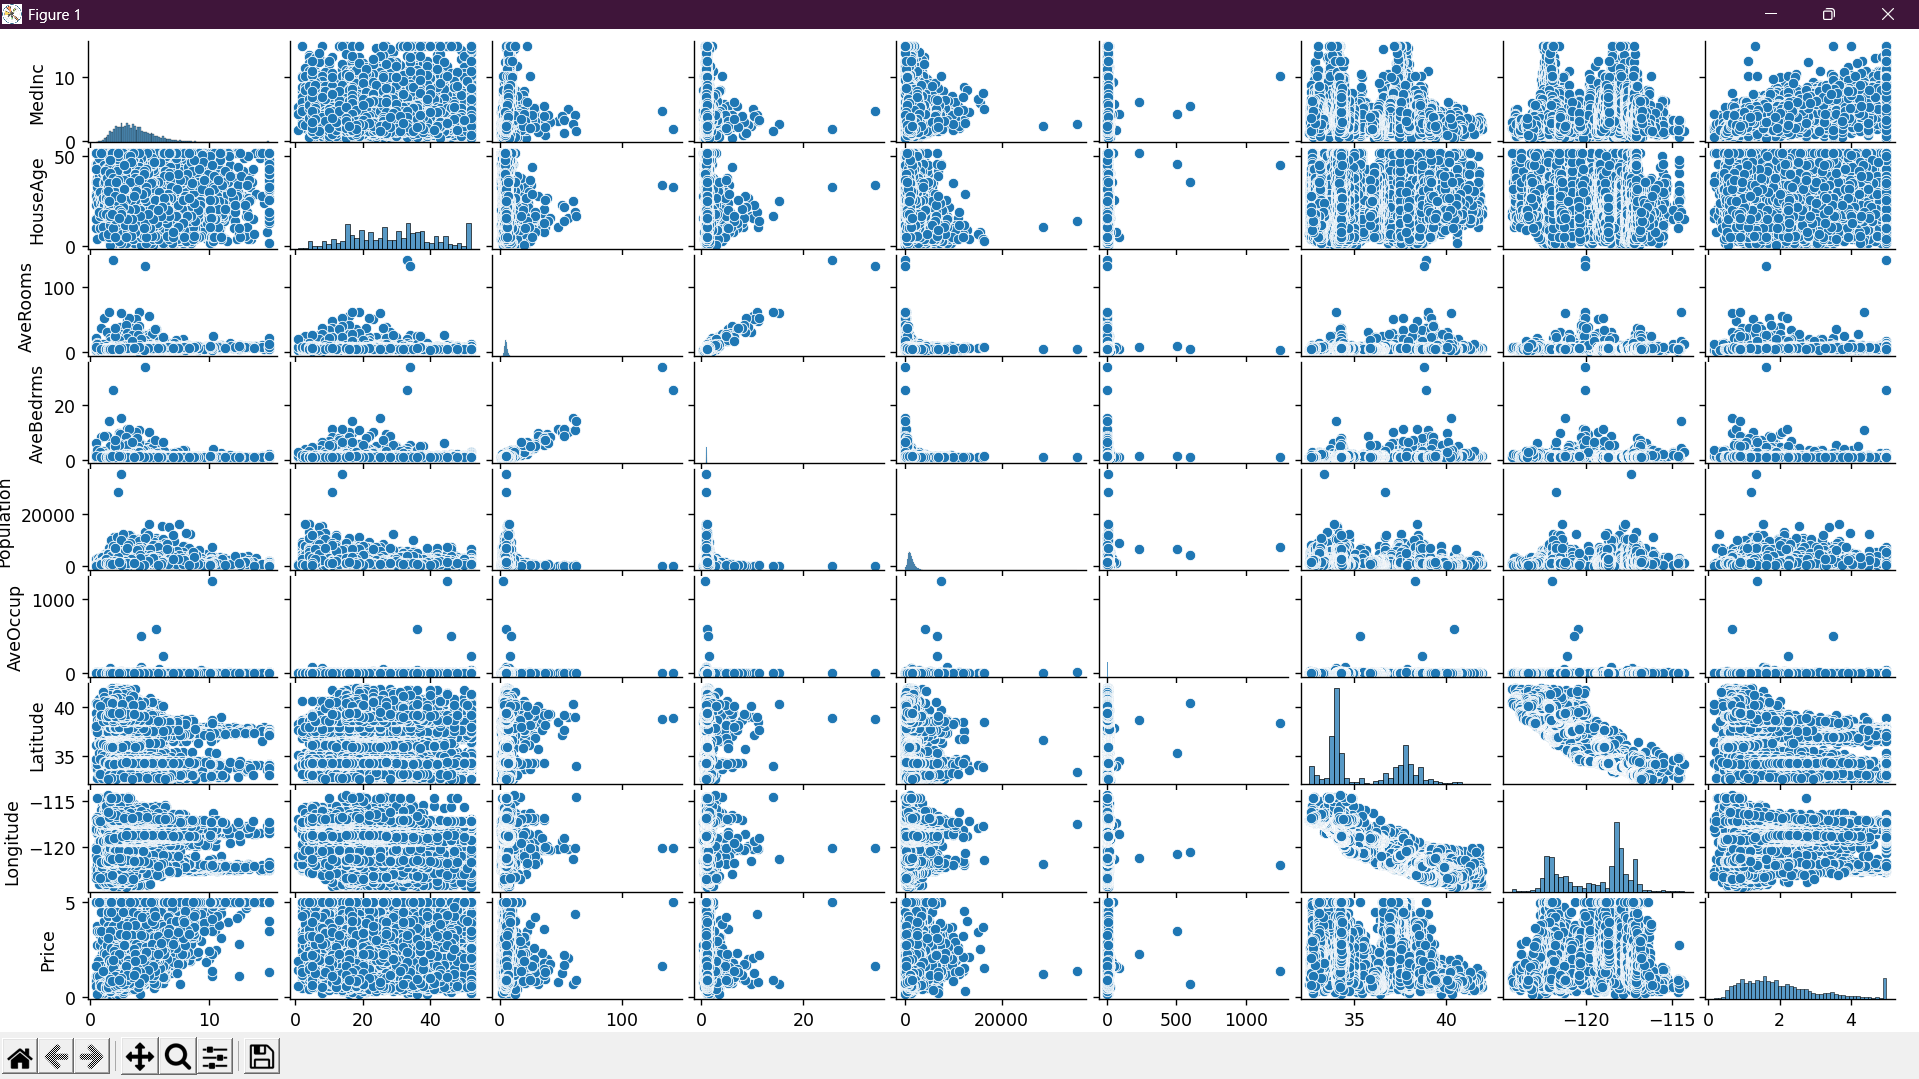 Figure 1
MedInc
10
0
HouseAge
50
0
AveRooms
100
0
AveBedrms
20
0
Population
20000
0
AveOccup
1000
0
Latitude
40
35
Longitude
−115
−120
Price
5
0
0 10 0 20 40 0 100 0 20 0 20000 0 500 1000 35 40 −120 −115 0 2 4